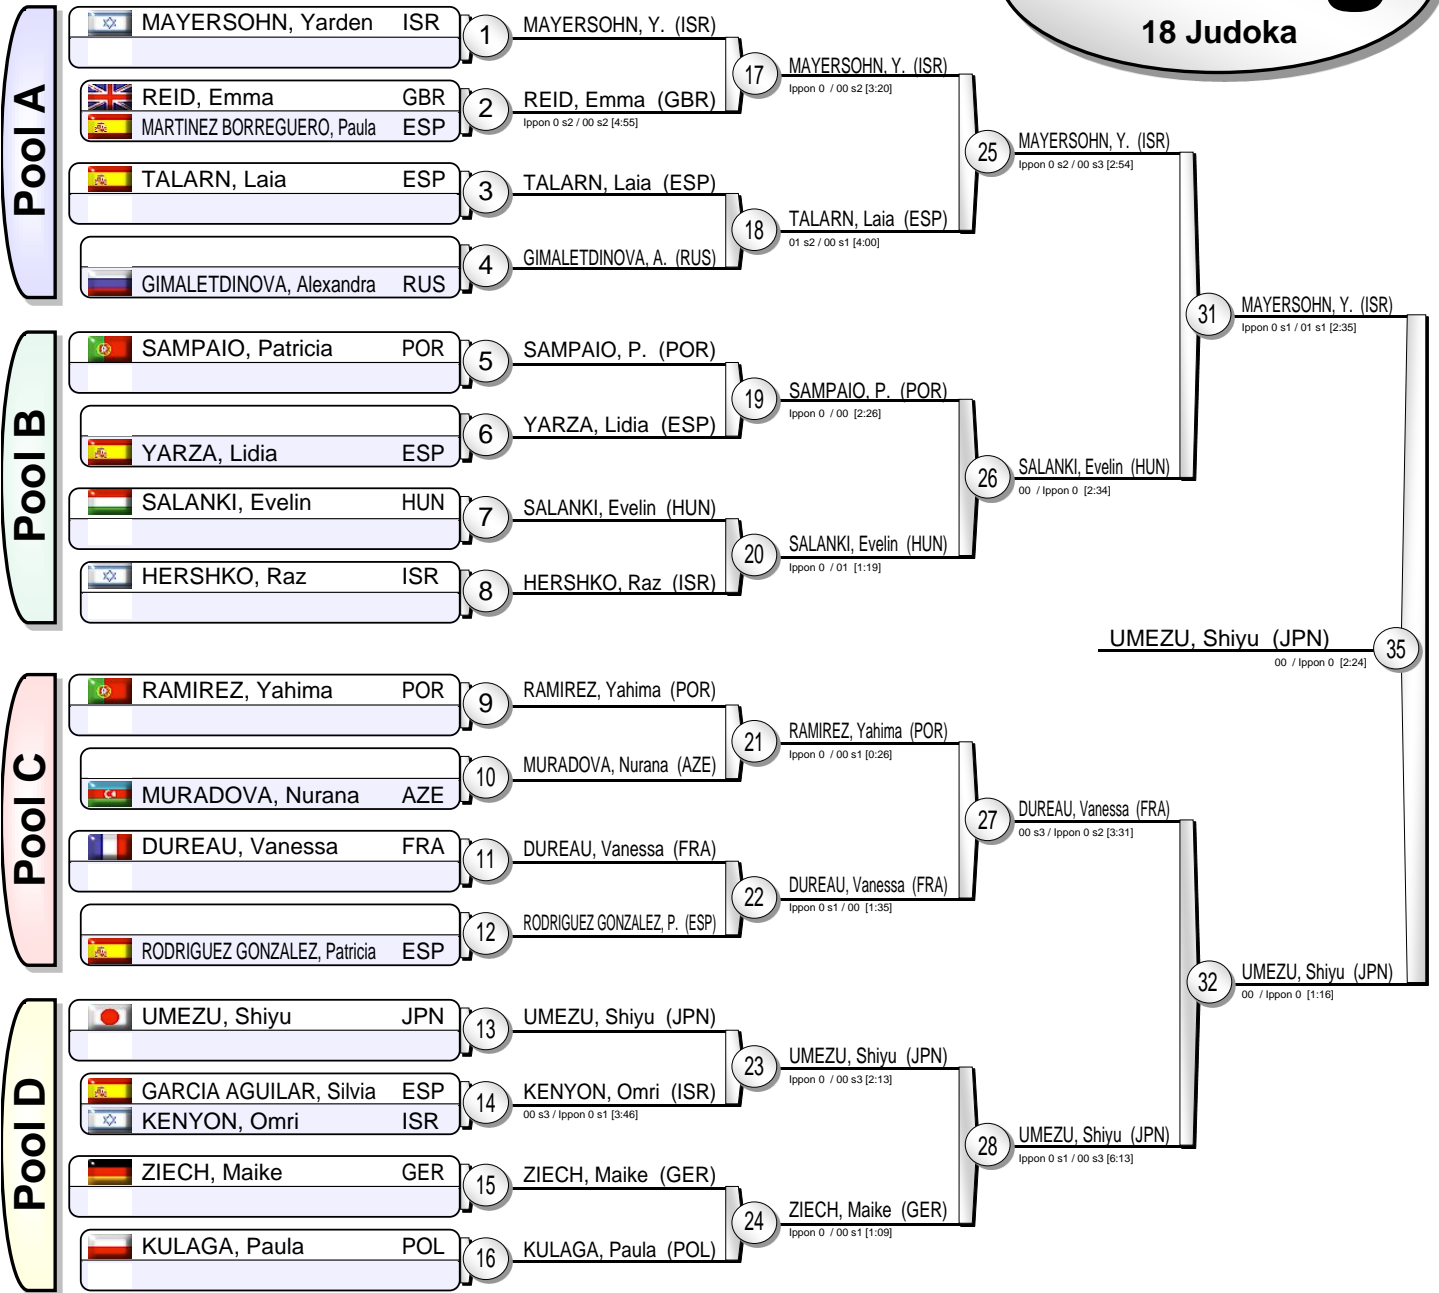 18 Judoka
Pool A
MAYERSOHN, Yarden ISR
REID, Emma GBR
MARTINEZ BORREGUERO, Paula ESP
TALARN, Laia ESP
GIMALETDINOVA, Alexandra RUS
1
2
3
4
MAYERSOHN, Y. (ISR)
REID, Emma (GBR)
Ippon 0 s2 / 00 s2 [4:55]
TALARN, Laia (ESP)
GIMALETDINOVA, A. (RUS)
17
18
MAYERSOHN, Y. (ISR)
Ippon 0 / 00 s2 [3:20]
TALARN, Laia (ESP)
01 s2 / 00 s1 [4:00]
25
MAYERSOHN, Y. (ISR)
Ippon 0 s2 / 00 s3 [2:54]
Pool B
SAMPAIO, Patricia POR
YARZA, Lidia ESP
SALANKI, Evelin HUN
HERSHKO, Raz ISR
5
6
7
8
SAMPAIO, P. (POR)
YARZA, Lidia (ESP)
SALANKI, Evelin (HUN)
HERSHKO, Raz (ISR)
19
20
SAMPAIO, P. (POR)
Ippon 0 / 00 [2:26]
SALANKI, Evelin (HUN)
Ippon 0 / 01 [1:19]
26
SALANKI, Evelin (HUN)
00 / Ippon 0 [2:34]
31
MAYERSOHN, Y. (ISR)
Ippon 0 s1 / 01 s1 [2:35]
UMEZU, Shiyu (JPN)
00 / Ippon 0 [2:24]
35
Pool C
RAMIREZ, Yahima POR
MURADOVA, Nurana AZE
DUREAU, Vanessa FRA
RODRIGUEZ GONZALEZ, Patricia ESP
9
10
11
12
RAMIREZ, Yahima (POR)
MURADOVA, Nurana (AZE)
DUREAU, Vanessa (FRA)
RODRIGUEZ GONZALEZ, P. (ESP)
21
22
RAMIREZ, Yahima (POR)
Ippon 0 / 00 s1 [0:26]
DUREAU, Vanessa (FRA)
Ippon 0 s1 / 00 [1:35]
27
DUREAU, Vanessa (FRA)
00 s3 / Ippon 0 s2 [3:31]
Pool D
UMEZU, Shiyu JPN
GARCIA AGUILAR, Silvia ESP
KENYON, Omri ISR
ZIECH, Maike GER
KULAGA, Paula POL
13
14
15
16
UMEZU, Shiyu (JPN)
KENYON, Omri (ISR)
00 s3 / Ippon 0 s1 [3:46]
ZIECH, Maike (GER)
KULAGA, Paula (POL)
23
24
UMEZU, Shiyu (JPN)
Ippon 0 / 00 s3 [2:13]
ZIECH, Maike (GER)
Ippon 0 / 00 s1 [1:09]
28
UMEZU, Shiyu (JPN)
Ippon 0 s1 / 00 s3 [6:13]
32
UMEZU, Shiyu (JPN)
00 / Ippon 0 [1:16]